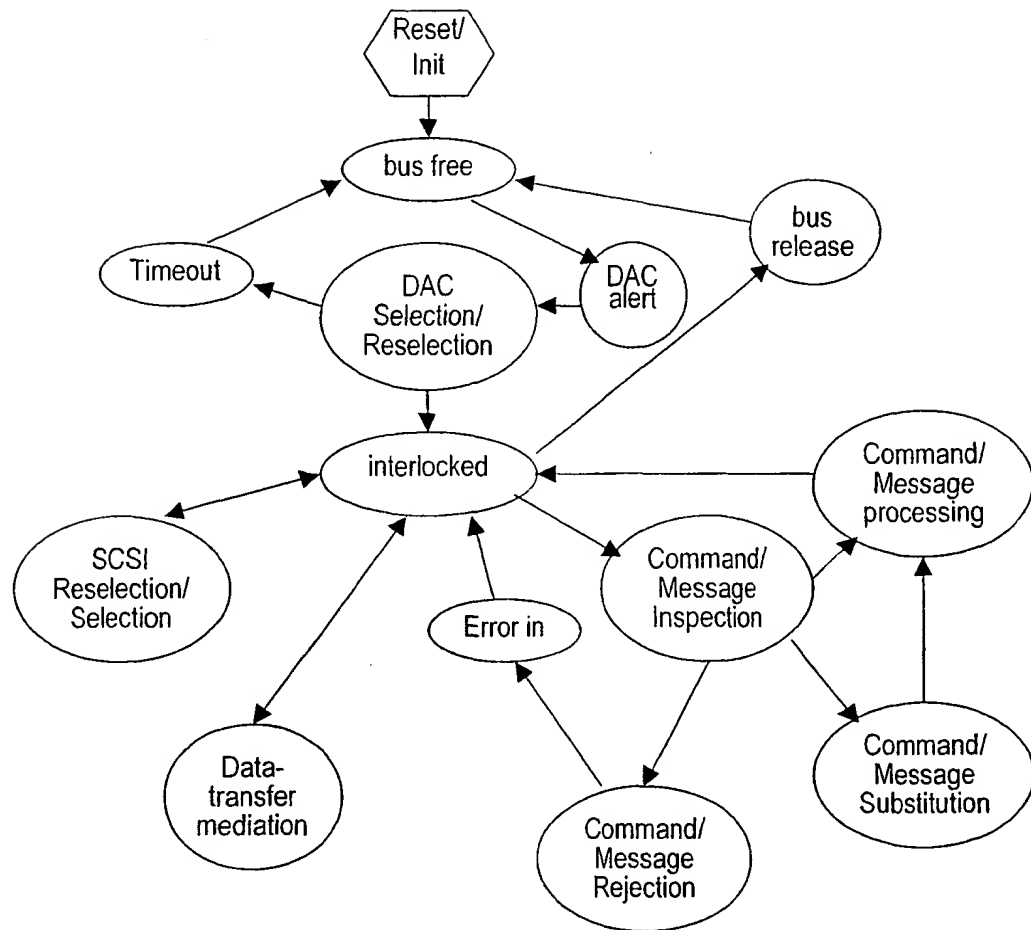 Reset/
Init
bus free
bus
release
Timeout
DAC
alert
DAC
Selection/
Reselection
interlocked
Command/
Message
processing
SCSI
Reselection/
Selection
Command/
Message
Inspection
Error in
Data-
transfer
mediation
Command/
Message
Substitution
Command/
Message
Rejection